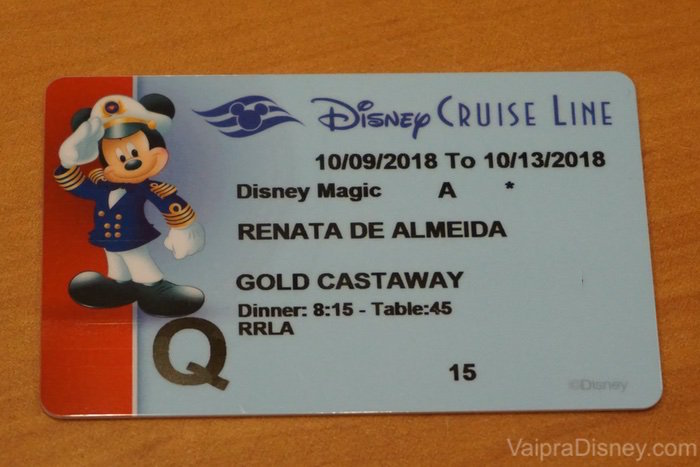 Disney Cruise Line
10/09/2018 To 10/13/2018
Disney Magic A *
RENATA DE ALMEIDA
GOLD CASTAWAY
Dinner: 8:15 - Table:45
RRLA
Q
15
©Disney
VaipraDisney.com